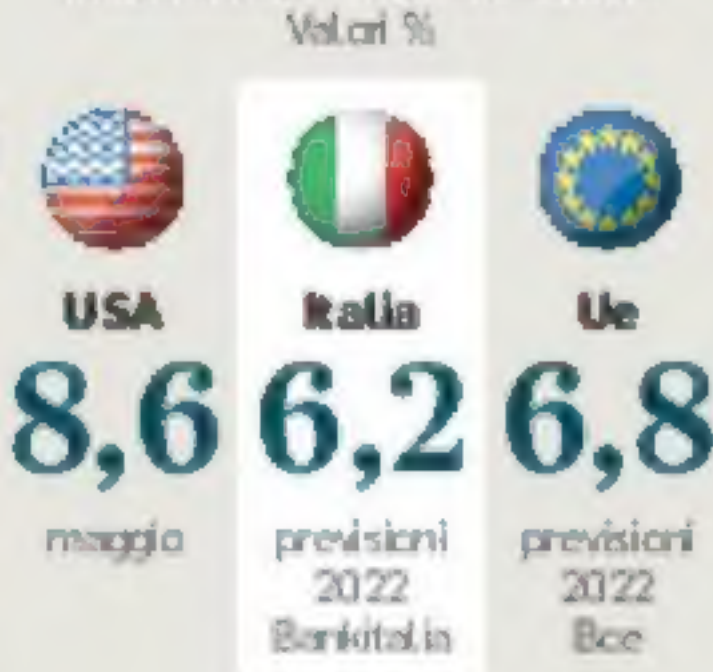 Valori %
USA
Italia
Ue
8,6
6,2
6,8
maggio
previsioni
2022
Bankitalia
previsioni
2022
Bce